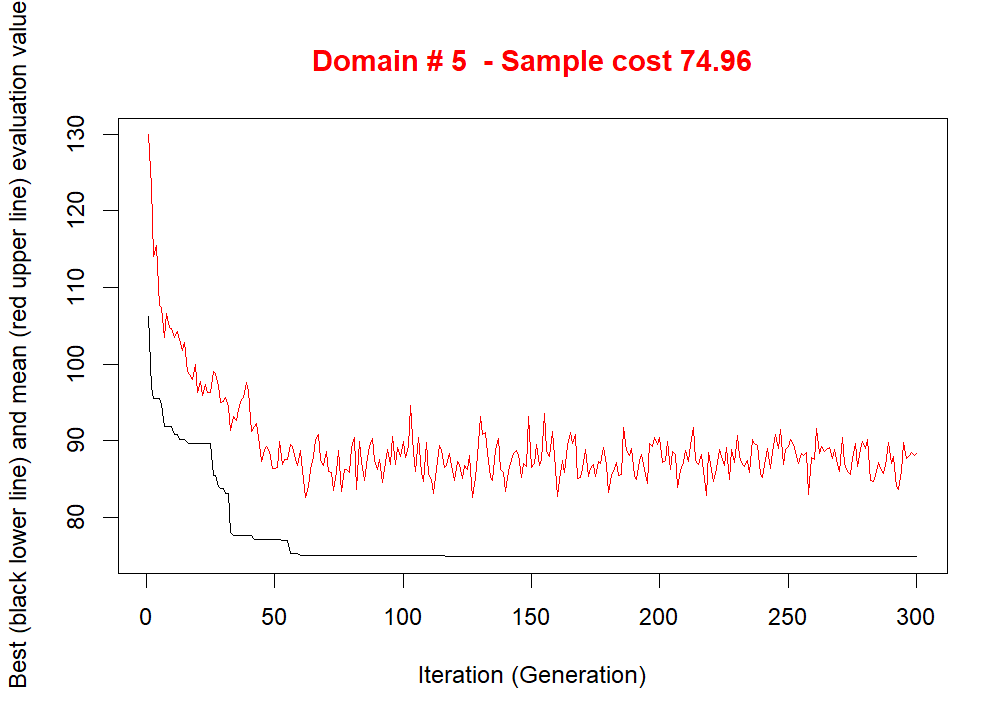 Domain # 5  - Sample cost 74.96
Best (black lower line) and mean (red upper line) evaluation value
130
120
110
100
90
80
0 50 100 150 200 250 300
Iteration (Generation)